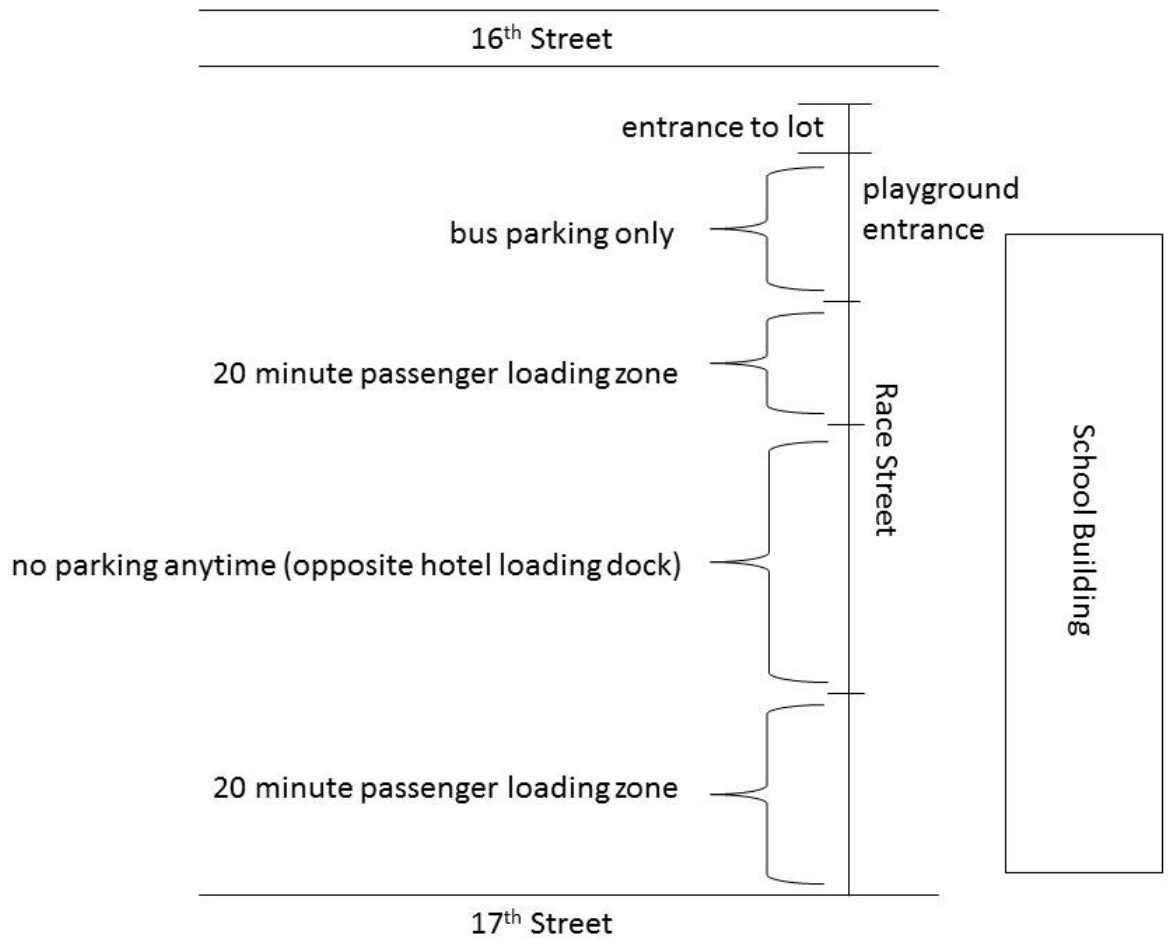 16th Street
entrance to lot
playground
entrance
bus parking only
20 minute passenger loading zone
Race Street
School Building
no parking anytime (opposite hotel loading dock)
20 minute passenger loading zone
17th Street